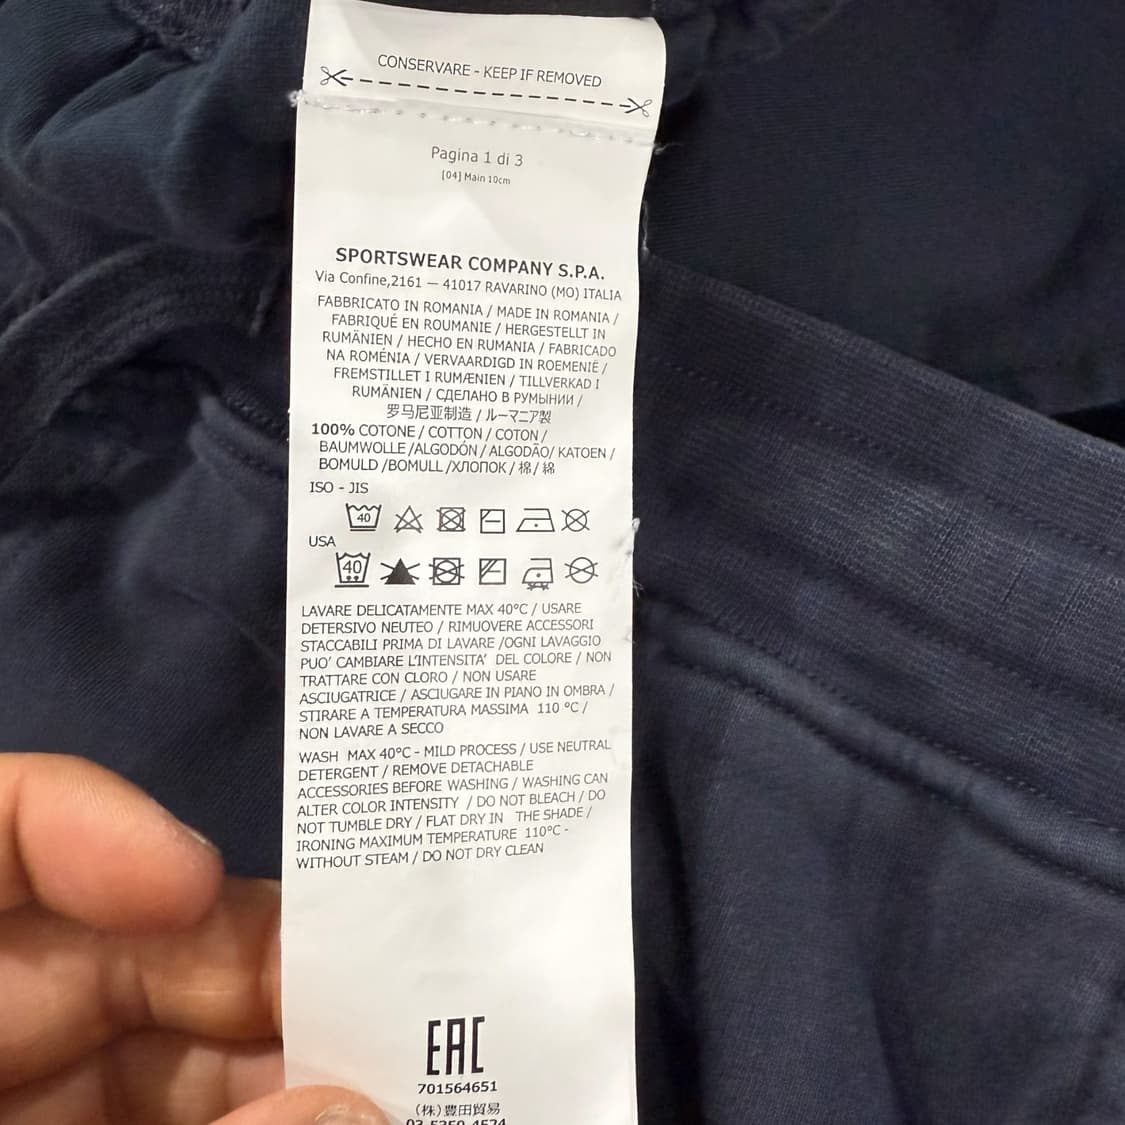 CONSERVARE - KEEP IF REMOVED
Pagina 1 di 3
[04] Main 10cm
SPORTSWEAR COMPANY S.P.A.
Via Confine,2161 — 41017 RAVARINO (MO) ITALIA
FABBRICATO IN ROMANIA / MADE IN ROMANIA /
FABRIQUÉ EN ROUMANIE / HERGESTELLT IN
RUMÄNIEN / HECHO EN RUMANIA / FABRICADO
NA ROMÉNIA / VERVAARDIGD IN ROEMENIË /
FREMSTILLET I RUMÆNIEN / TILLVERKAD I
RUMÄNIEN / СДЕЛАНО В РУМЫНИИ /
罗马尼亚制造 / ルーマニア製
100% COTONE / COTTON / COTON /
BAUMWOLLE /ALGODÓN / ALGODÃO/ KATOEN /
BOMULD /BOMULL /ХЛОПОК / 棉/ 綿
ISO - JIS
40
USA
40
LAVARE DELICATAMENTE MAX 40°C / USARE
DETERSIVO NEUTEO / RIMUOVERE ACCESSORI
STACCABILI PRIMA DI LAVARE /OGNI LAVAGGIO
PUO' CAMBIARE L'INTENSITA' DEL COLORE / NON
TRATTARE CON CLORO / NON USARE
ASCIUGATRICE / ASCIUGARE IN PIANO IN OMBRA /
STIRARE A TEMPERATURA MASSIMA 110 °C /
NON LAVARE A SECCO
WASH MAX 40°C - MILD PROCESS / USE NEUTRAL
DETERGENT / REMOVE DETACHABLE
ACCESSORIES BEFORE WASHING / WASHING CAN
ALTER COLOR INTENSITY / DO NOT BLEACH / DO
NOT TUMBLE DRY / FLAT DRY IN THE SHADE /
IRONING MAXIMUM TEMPERATURE 110°C -
WITHOUT STEAM / DO NOT DRY CLEAN
EAC
701564651
(株)豊田貿易
03-5350-4574